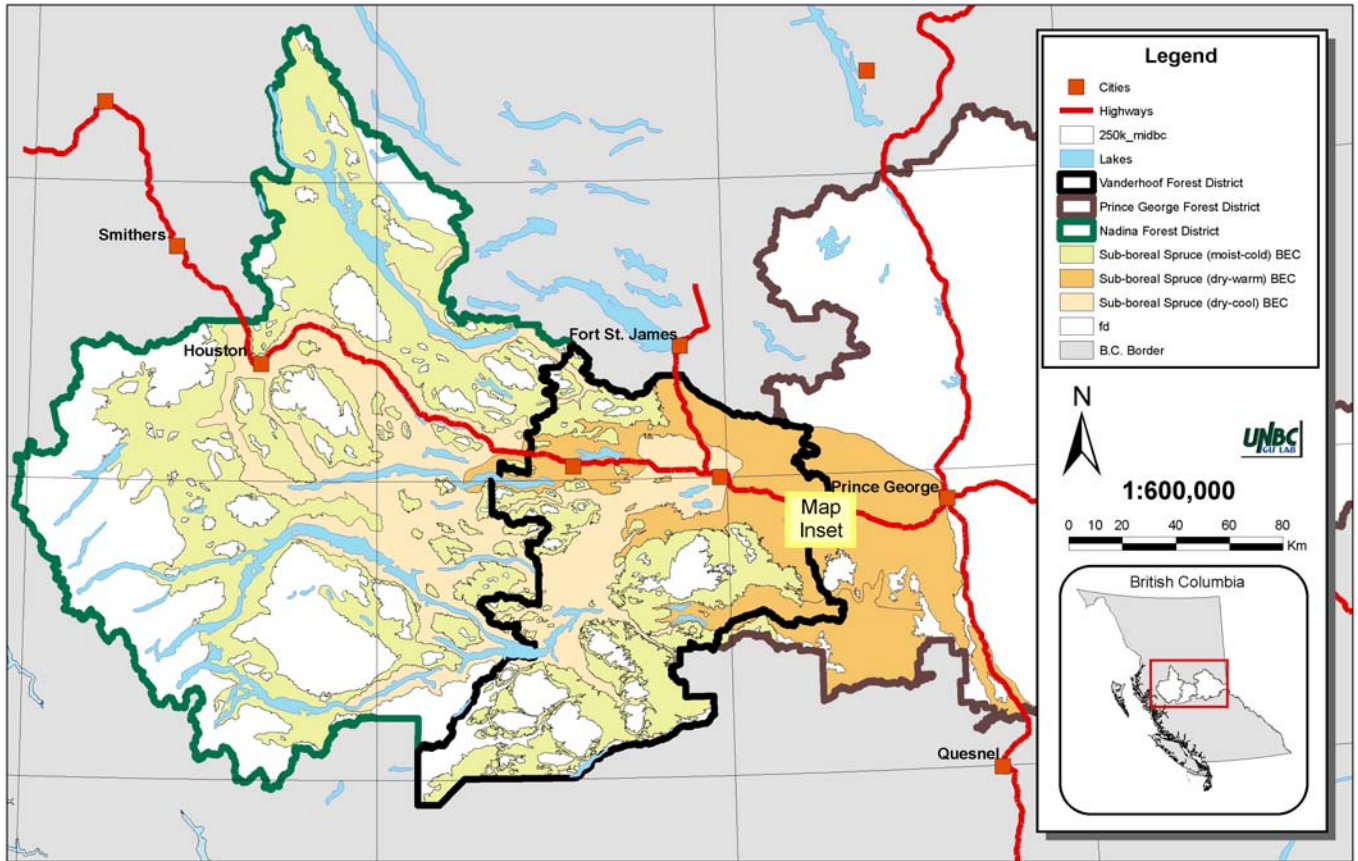 Smithers
Houston
Fort St. James
Prince George
Map
Inset
Quesnel
Legend
Cities
Highways
250k_midbc
Lakes
Vanderhoof Forest District
Prince George Forest District
Nadina Forest District
Sub-boreal Spruce (moist-cold) BEC
Sub-boreal Spruce (dry-warm) BEC
Sub-boreal Spruce (dry-cool) BEC
fd
B.C. Border
N
UNBC
GIS LAB
1:600,000
0 10 20 40 60 80
Km
British Columbia